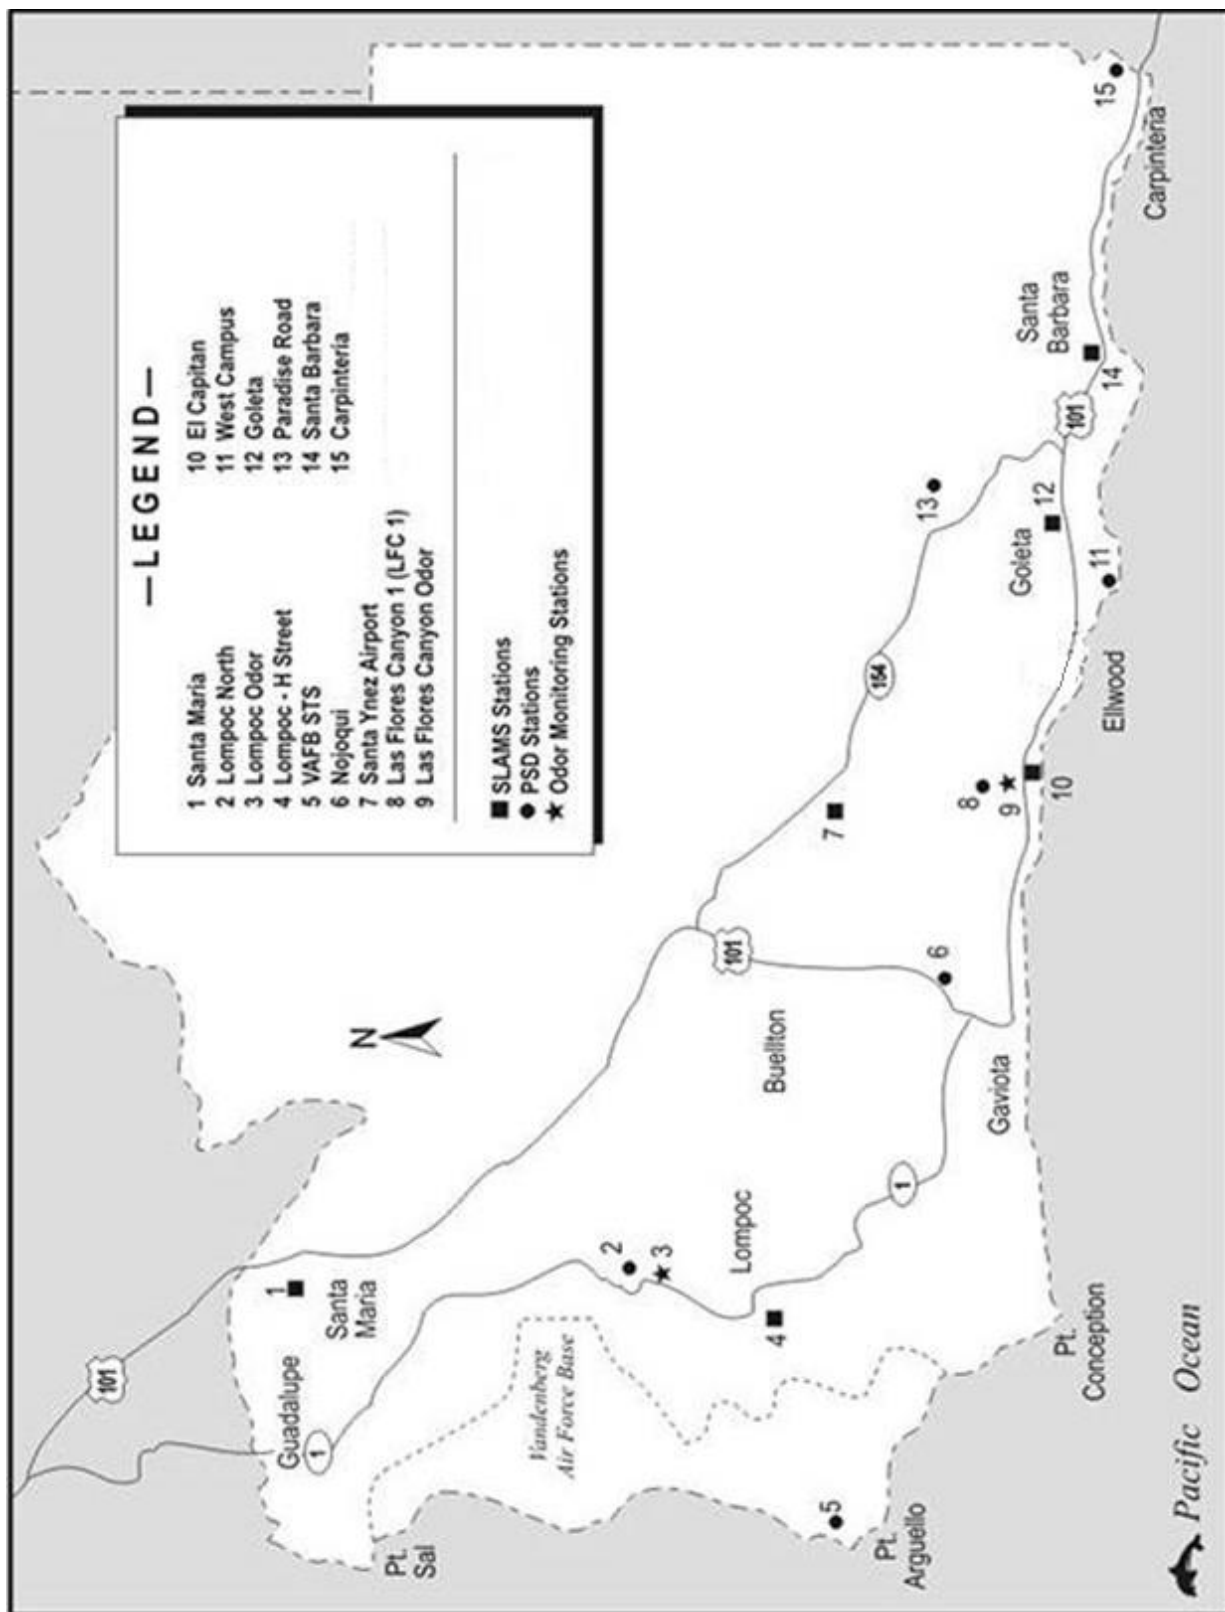 —LEGEND—
1 Santa Maria
2 Lompoc North
3 Lompoc Odor
4 Lompoc - H Street
5 VAFB STS
6 Nojoqui
7 Santa Ynez Airport
8 Las Flores Canyon 1 (LFC 1)
9 Las Flores Canyon Odor
10 El Capitan
11 West Campus
12 Goleta
13 Paradise Road
14 Santa Barbara
15 Carpinteria
■ SLAMS Stations
● PSD Stations
★ Odor Monitoring Stations
N
101
Guadalupe
1
1
Santa
Maria
Pt.
Sal
Vandenberg
Air Force Base
2
3
Lompoc
4
5
Pt.
Arguello
1
Pt.
Conception
Buellton
101
6
Gaviota
7
154
8
9
10
Ellwood
11
Goleta
12
13
101
Santa
Barbara
14
15
Carpinteria
Pacific Ocean